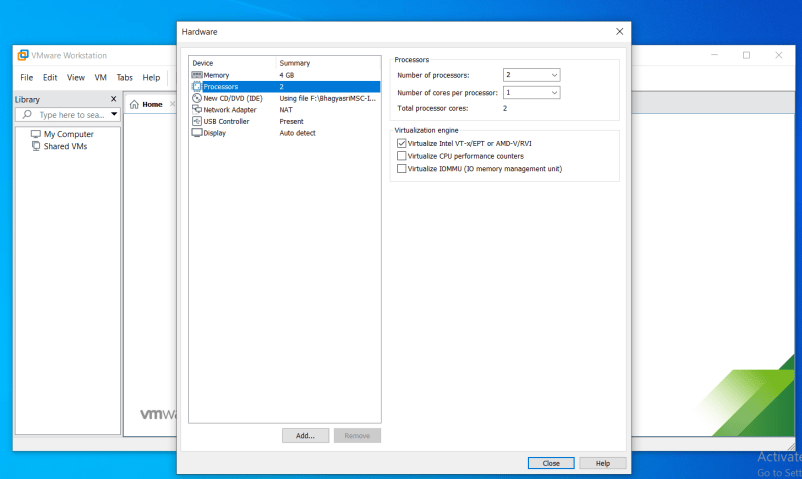 Hardware
VMware Workstation
File Edit View VM Tabs Help
Library
Type here to sea...
My Computer
Shared VMs
Home
Device Summary
Memory 4 GB
Processors 2
New CD/DVD (IDE) Using file F:\Bhagyasri\MSC-I...
Network Adapter NAT
USB Controller Present
Display Auto detect
Add... Remove
Processors
Number of processors: 2
Number of cores per processor: 1
Total processor cores: 2
Virtualization engine
Virtualize Intel VT-x/EPT or AMD-V/RVI
Virtualize CPU performance counters
Virtualize IOMMU (IO memory management unit)
Close Help
vmwa
Activate
Go to Sett